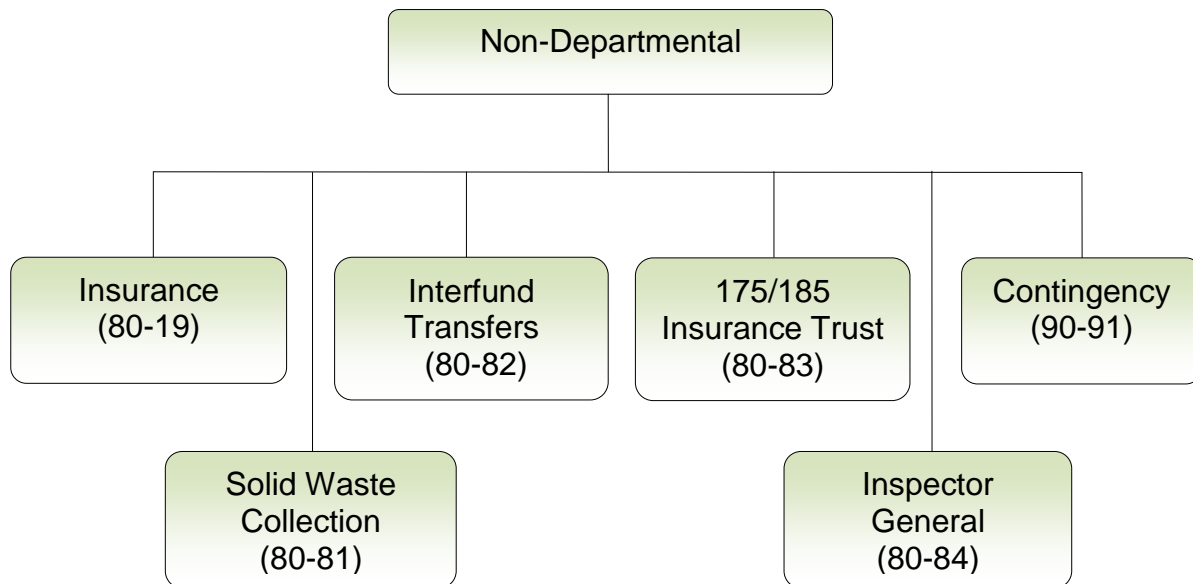 Non-Departmental
Insurance
(80-19)
Interfund
Transfers
(80-82)
175/185
Insurance Trust
(80-83)
Contingency
(90-91)
Solid Waste
Collection
(80-81)
Inspector
General
(80-84)